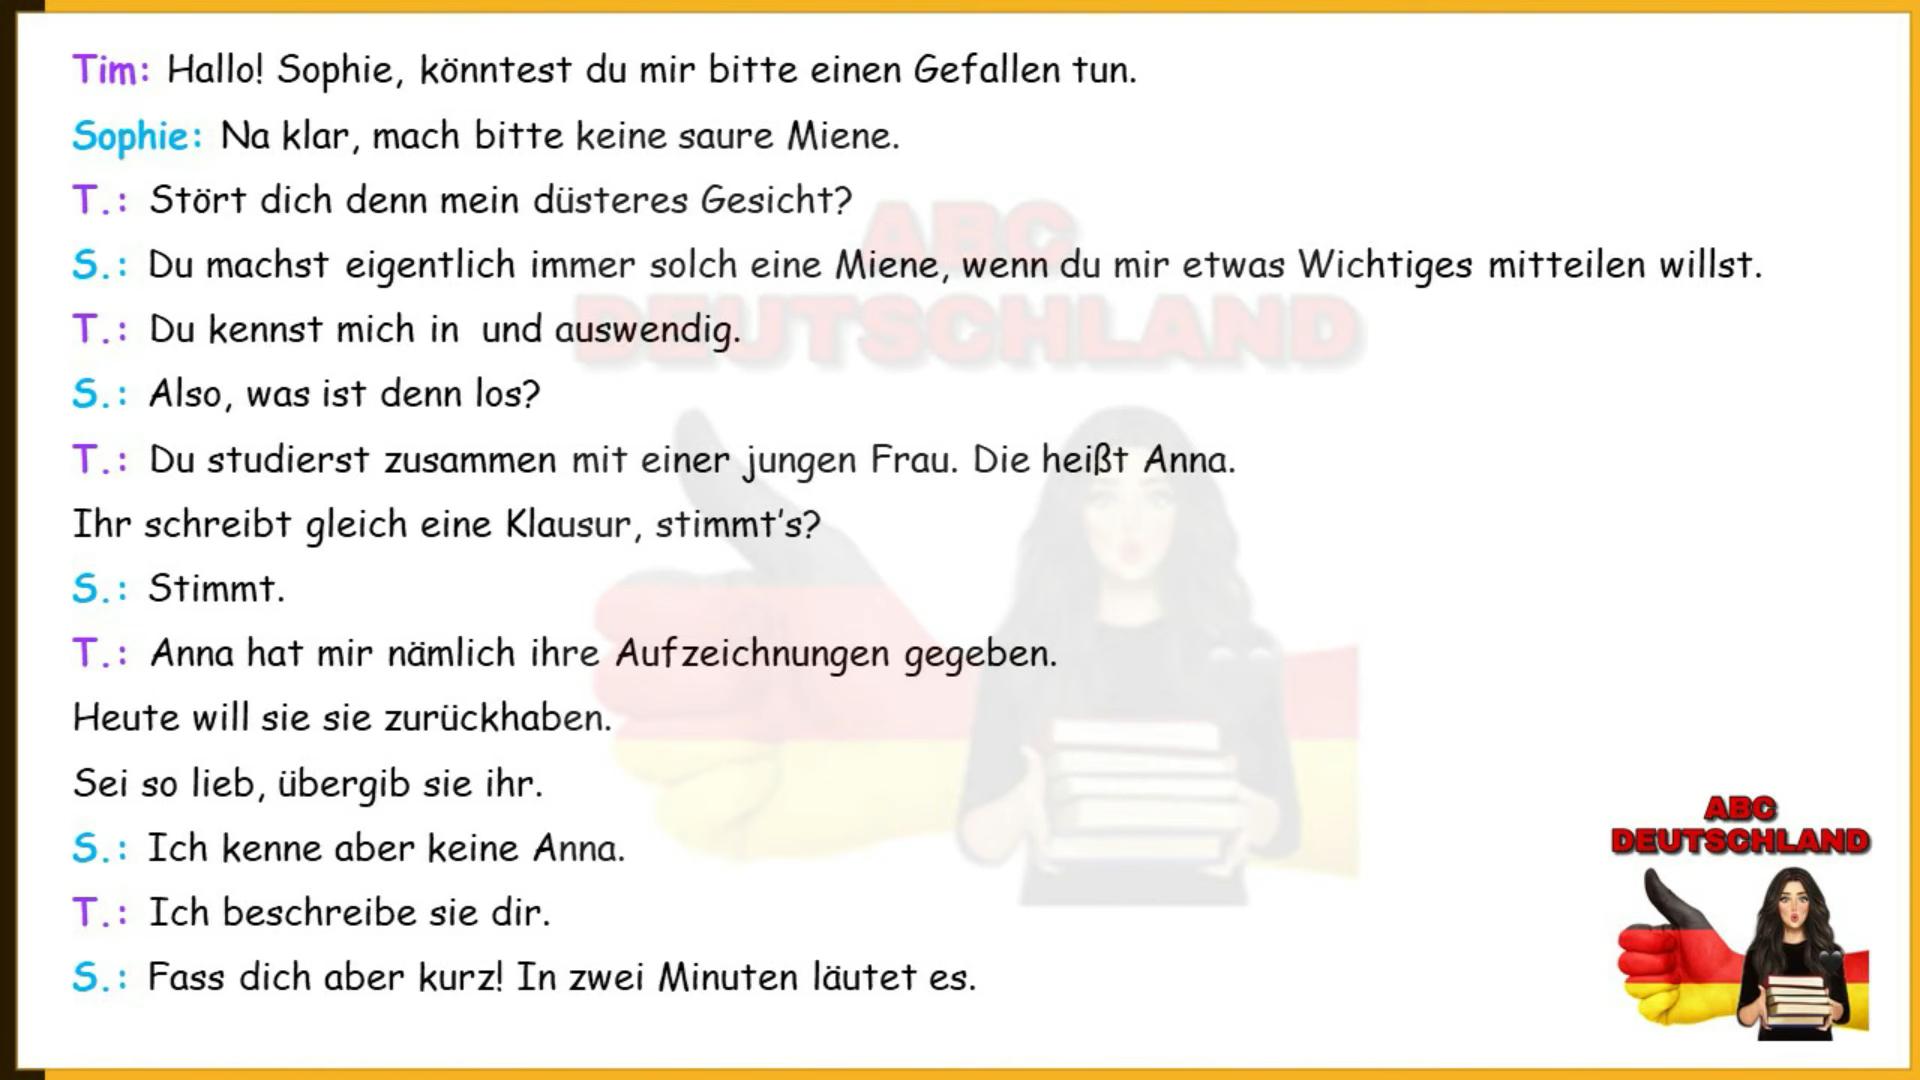 Tim: Hallo! Sophie, könntest du mir bitte einen Gefallen tun.
Sophie: Na klar, mach bitte keine saure Miene.
T.: Stört dich denn mein düsteres Gesicht?
S.: Du machst eigentlich immer solch eine Miene, wenn du mir etwas Wichtiges mitteilen willst.
T.: Du kennst mich in und auswendig.
S.: Also, was ist denn los?
T.: Du studierst zusammen mit einer jungen Frau. Die heißt Anna.
Ihr schreibt gleich eine Klausur, stimmt's?
S.: Stimmt.
T.: Anna hat mir nämlich ihre Aufzeichnungen gegeben.
Heute will sie sie zurückhaben.
Sei so lieb, übergib sie ihr.
S.: Ich kenne aber keine Anna.
T.: Ich beschreibe sie dir.
S.: Fass dich aber kurz! In zwei Minuten läutet es.
ABC
DEUTSCHLAND
ABC
DEUTSCHLAND